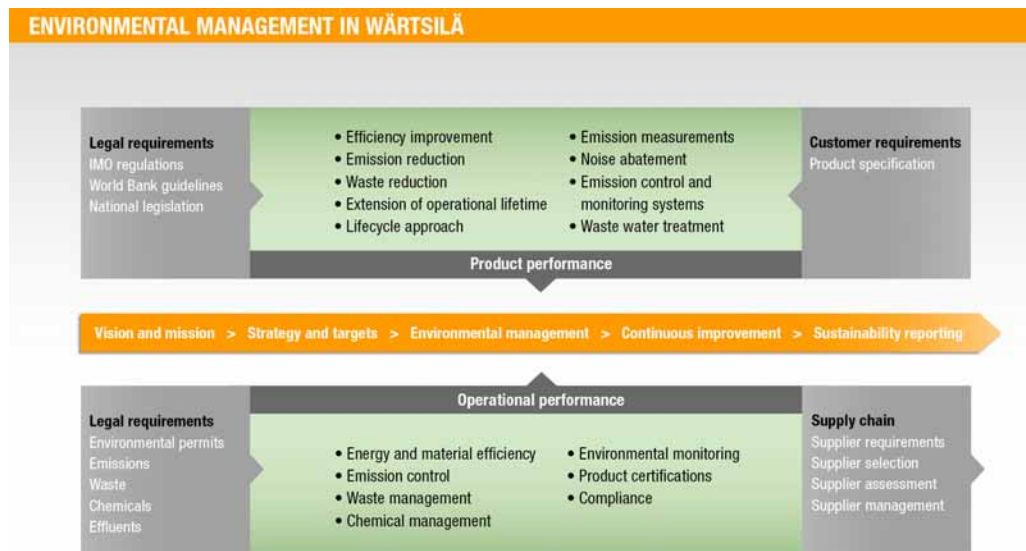 ENVIRONMENTAL MANAGEMENT IN WÄRTSILÄ
Legal requirements
IMO regulations
World Bank guidelines
National legislation
• Efficiency improvement
• Emission reduction
• Waste reduction
• Extension of operational lifetime
• Lifecycle approach
• Emission measurements
• Noise abatement
• Emission control and
monitoring systems
• Waste water treatment
Customer requirements
Product specification
Product performance
Vision and mission > Strategy and targets > Environmental management > Continuous improvement > Sustainability reporting
Operational performance
Legal requirements
Environmental permits
Emissions
Waste
Chemicals
Effluents
• Energy and material efficiency
• Emission control
• Waste management
• Chemical management
• Environmental monitoring
• Product certifications
• Compliance
Supply chain
Supplier requirements
Supplier selection
Supplier assessment
Supplier management